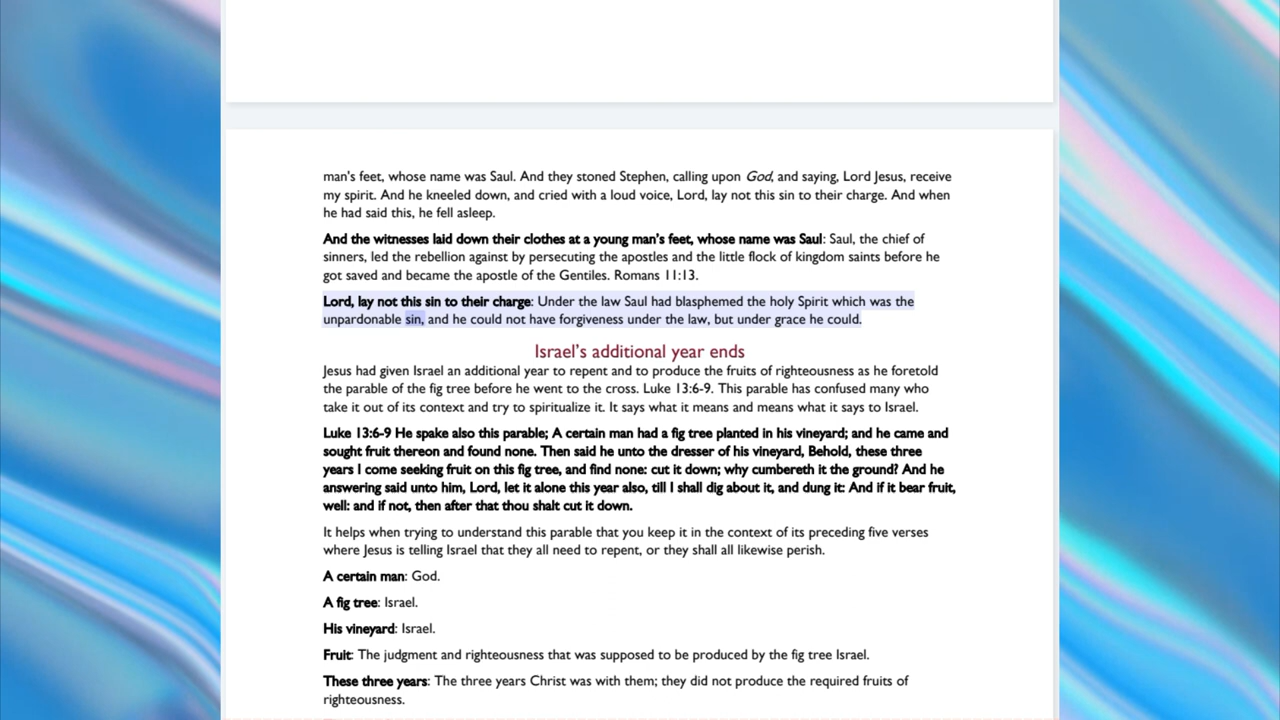 man's feet, whose name was Saul. And they stoned Stephen, calling upon God, and saying, Lord Jesus, receive
my spirit. And he kneeled down, and cried with a loud voice, Lord, lay not this sin to their charge. And when
he had said this, he fell asleep.
And the witnesses laid down their clothes at a young man's feet, whose name was Saul: Saul, the chief of
sinners, led the rebellion against by persecuting the apostles and the little flock of kingdom saints before he
got saved and became the apostle of the Gentiles. Romans 11:13.
Lord, lay not this sin to their charge: Under the law Saul had blasphemed the holy Spirit which was the
unpardonable sin, and he could not have forgiveness under the law, but under grace he could.
Israel's additional year ends
Jesus had given Israel an additional year to repent and to produce the fruits of righteousness as he foretold
the parable of the fig tree before he went to the cross. Luke 13:6-9. This parable has confused many who
take it out of its context and try to spiritualize it. It says what it means and means what it says to Israel.
Luke 13:6-9 He spake also this parable; A certain man had a fig tree planted in his vineyard; and he came and
sought fruit thereon and found none. Then said he unto the dresser of his vineyard, Behold, these three
years I come seeking fruit on this fig tree, and find none: cut it down; why cumbereth it the ground? And he
answering said unto him, Lord, let it alone this year also, till I shall dig about it, and dung it: And if it bear fruit,
well: and if not, then after that thou shalt cut it down.
It helps when trying to understand this parable that you keep it in the context of its preceding five verses
where Jesus is telling Israel that they all need to repent, or they shall all likewise perish.
A certain man: God.
A fig tree: Israel.
His vineyard: Israel.
Fruit: The judgment and righteousness that was supposed to be produced by the fig tree Israel.
These three years: The three years Christ was with them; they did not produce the required fruits of
righteousness.